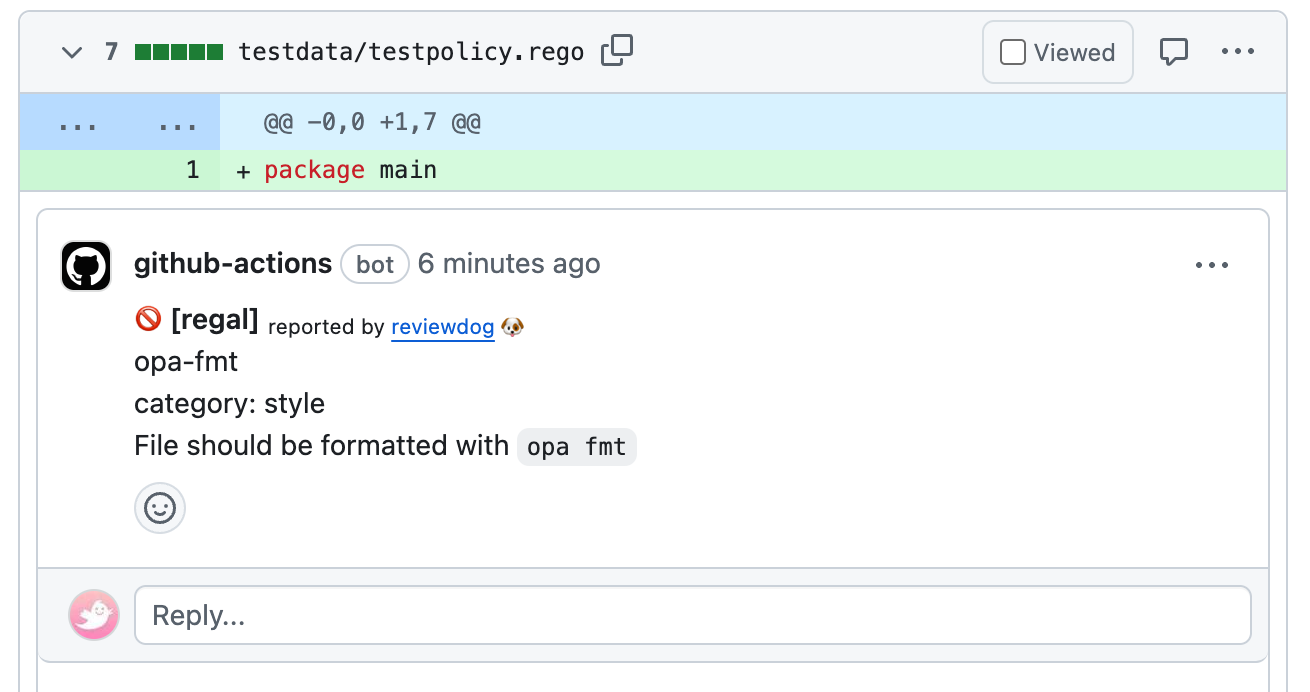 7 testdata/testpolicy.rego Viewed
... ... @@ -0,0 +1,7 @@
1 + package main
github-actions bot 6 minutes ago
[regal] reported by reviewdog
opa-fmt
category: style
File should be formatted with opa fmt
Reply...